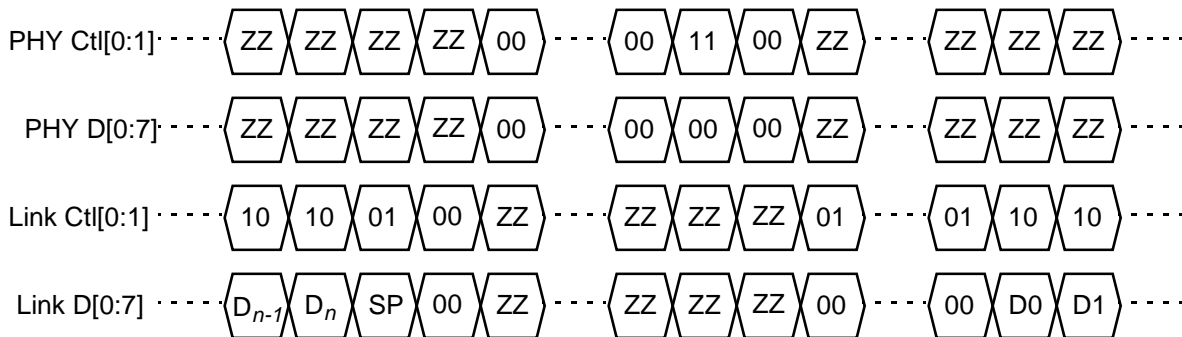 PHY Ctl[0:1] ZZ ZZ ZZ ZZ 00 00 11 00 ZZ ZZ ZZ ZZ
PHY D[0:7] ZZ ZZ ZZ ZZ 00 00 00 00 ZZ ZZ ZZ ZZ
Link Ctl[0:1] 10 10 01 00 ZZ ZZ ZZ ZZ 01 01 10 10
Link D[0:7] Dn-1 Dn SP 00 ZZ ZZ ZZ ZZ 00 00 D0 D1